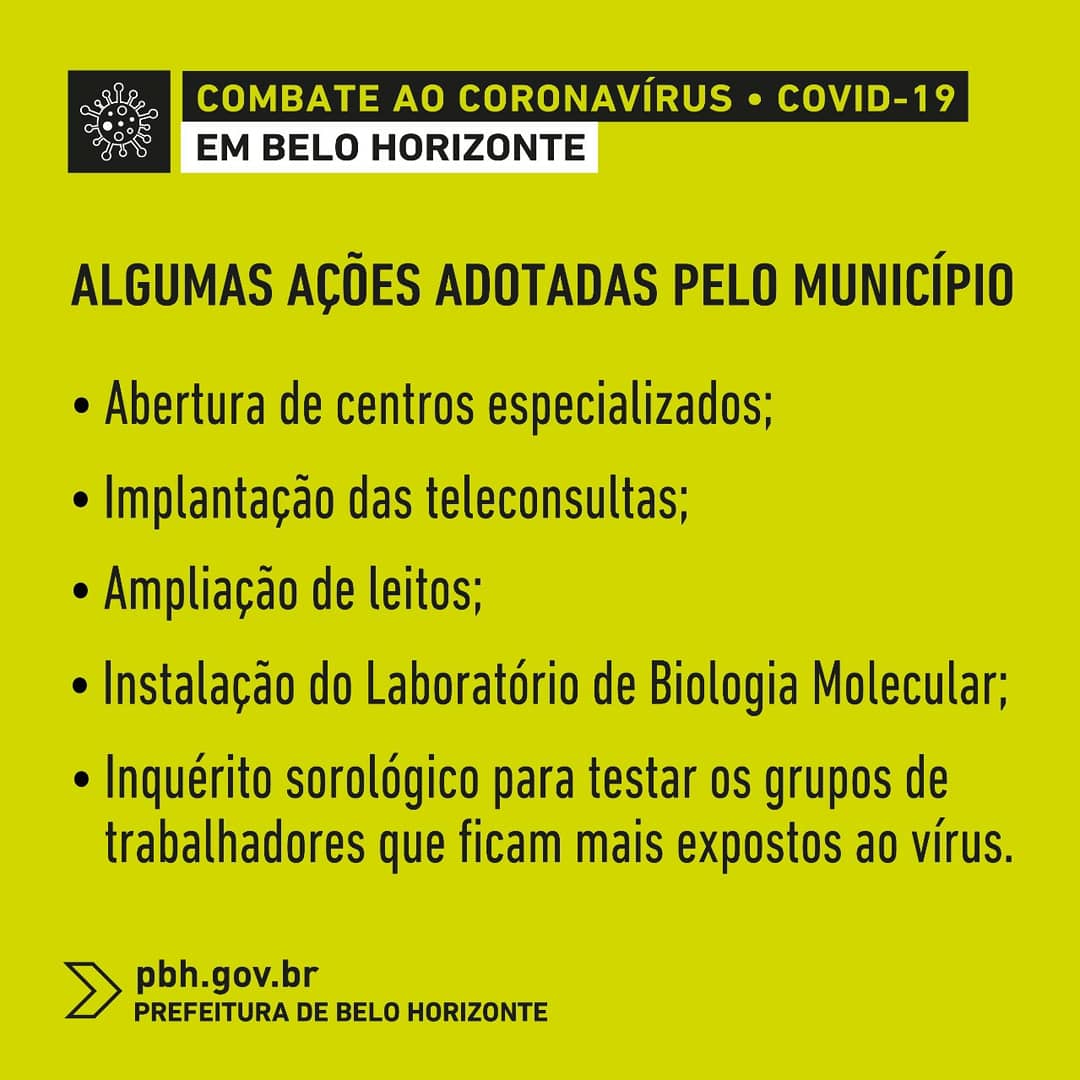 COMBATE AO CORONAVÍRUS • COVID-19
EM BELO HORIZONTE
ALGUMAS AÇÕES ADOTADAS PELO MUNICÍPIO
• Abertura de centros especializados;
• Implantação das teleconsultas;
• Ampliação de leitos;
• Instalação do Laboratório de Biologia Molecular;
• Inquérito sorológico para testar os grupos de
trabalhadores que ficam mais expostos ao vírus.
pbh.gov.br
PREFEITURA DE BELO HORIZONTE